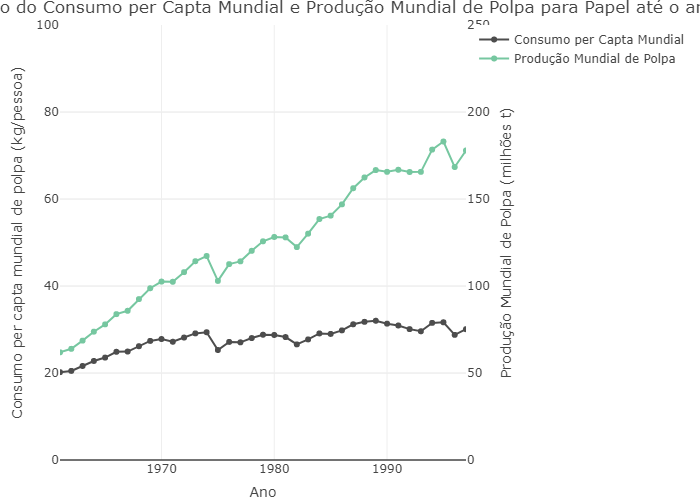 o do Consumo per Capta Mundial e Produção Mundial de Polpa para Papel até o ar
Consumo per Capta Mundial
Produção Mundial de Polpa
100
80
60
40
20
0
250
200
150
100
50
0
Consumo per capta mundial de polpa (kg/pessoa)
Produção Mundial de Polpa (milhões t)
1970
1980
1990
Ano